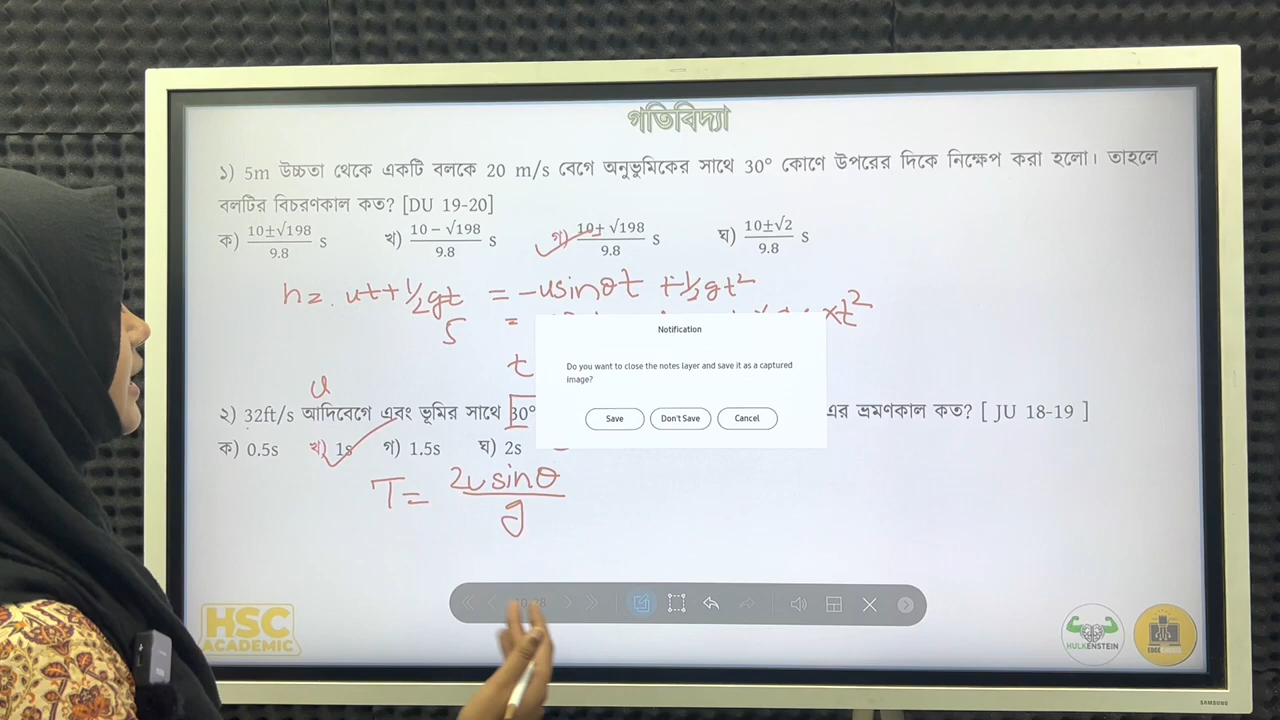 গতিবিদ্যা
১) 5m উচ্চতা থেকে একটি বলকে 20 m/s বেগে অনুভূমিকের সাথে 30° কোণে উপরের দিকে নিক্ষেপ করা হলো। তাহলে
বলটির বিচরণকাল কত? [DU 19-20]
ক) 10±√198/9.8 s খ) 10 − √198/9.8 s গ) 10+ √198/9.8 s ঘ) 10±√2/9.8 s
h = ut + ½gt = -usinθt + ½gt²
5 = xt²
t
Notification
Do you want to close the notes layer and save it as a captured
image?
Save Don't Save Cancel
u
২) 32ft/s আদিবেগে এবং ভূমির সাথে 30° এর ভ্রমণকাল কত? [ JU 18-19 ]
ক) 0.5s খ) 1s গ) 1.5s ঘ) 2s
T = 2u sinθ/g
HSC
ACADEMIC
HULKENSTEIN
SAMSUNG